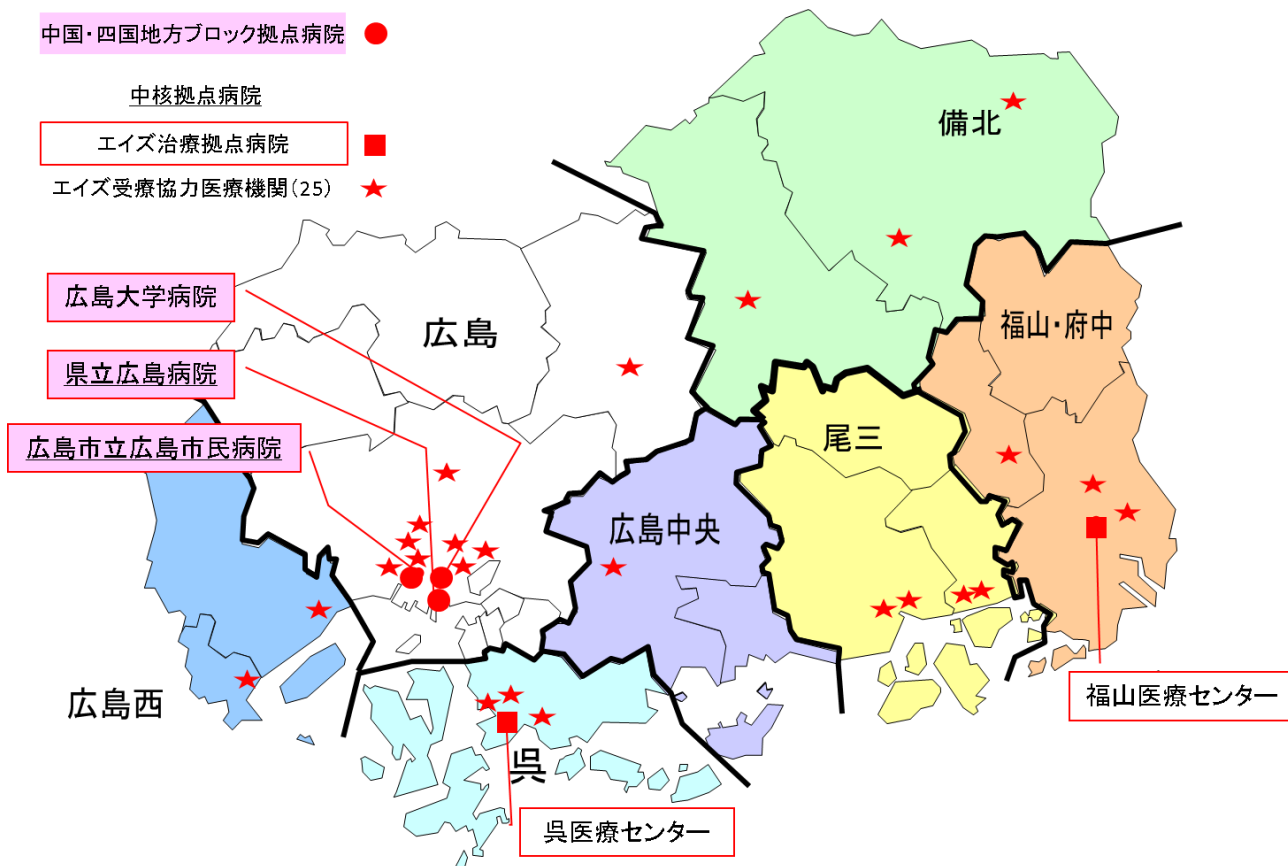 中国・四国地方ブロック拠点病院
中核拠点病院
エイズ治療拠点病院
エイズ受療協力医療機関(25)
備北
広島大学病院
広島
福山・府中
県立広島病院
広島市立広島市民病院
尾三
広島中央
広島西
福山医療センター
呉
呉医療センター